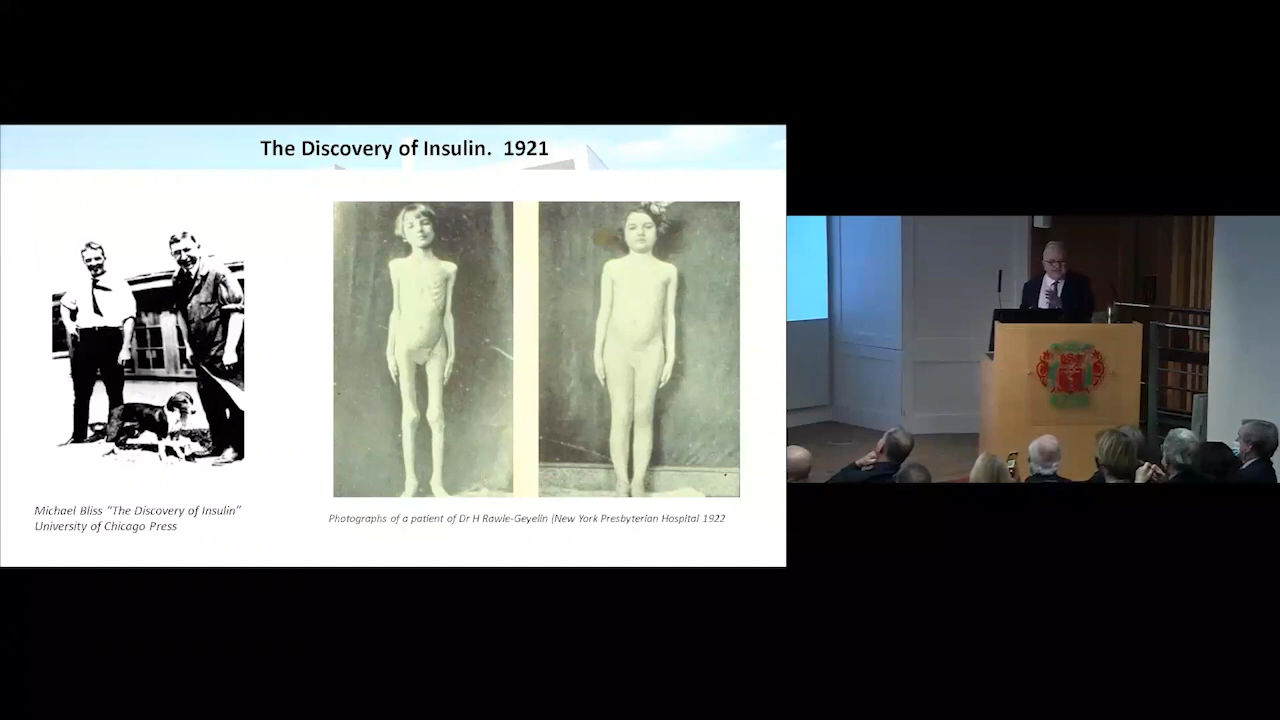 The Discovery of Insulin.  1921
Michael Bliss “The Discovery of Insulin”
University of Chicago Press
Photographs of a patient of Dr H Rawle-Geyelin (New York Presbyterian Hospital 1922